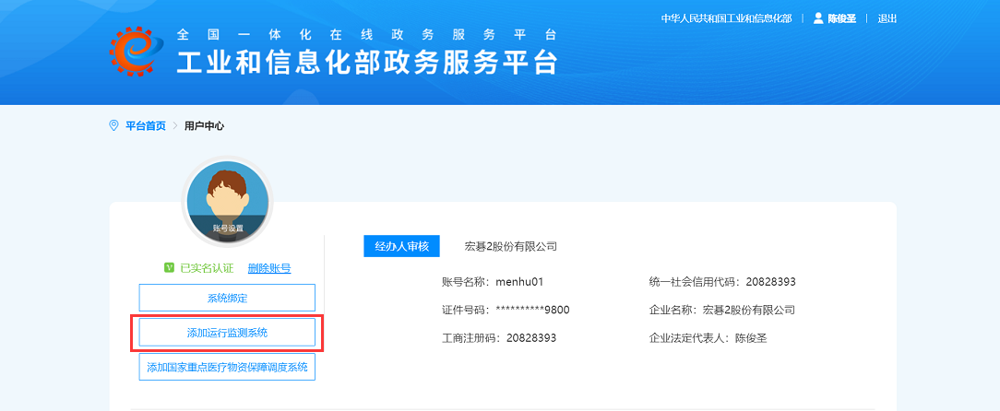 中华人民共和国工业和信息化部 | 陈俊圣 | 退出
全国一体化在线政务服务平台
工业和信息化部政务服务平台
平台首页 > 用户中心
账号设置
已实名认证 删除账号
系统绑定
添加运行监测系统
添加国家重点医疗物资保障调度系统
经办人审核 宏碁2股份有限公司
账号名称：menhu01 统一社会信用代码：20828393
证件号码：**********9800 企业名称：宏碁2股份有限公司
工商注册码：20828393 企业法定代表人：陈俊圣